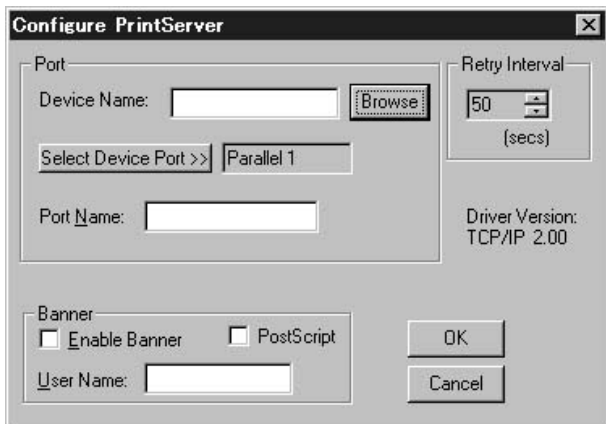 Configure PrintServer
Port
Device Name:
Browse
Select Device Port >>
Parallel 1
Port Name:
Retry Interval
50
(secs)
Driver Version:
TCP/IP 2.00
Banner
Enable Banner
PostScript
User Name:
OK
Cancel